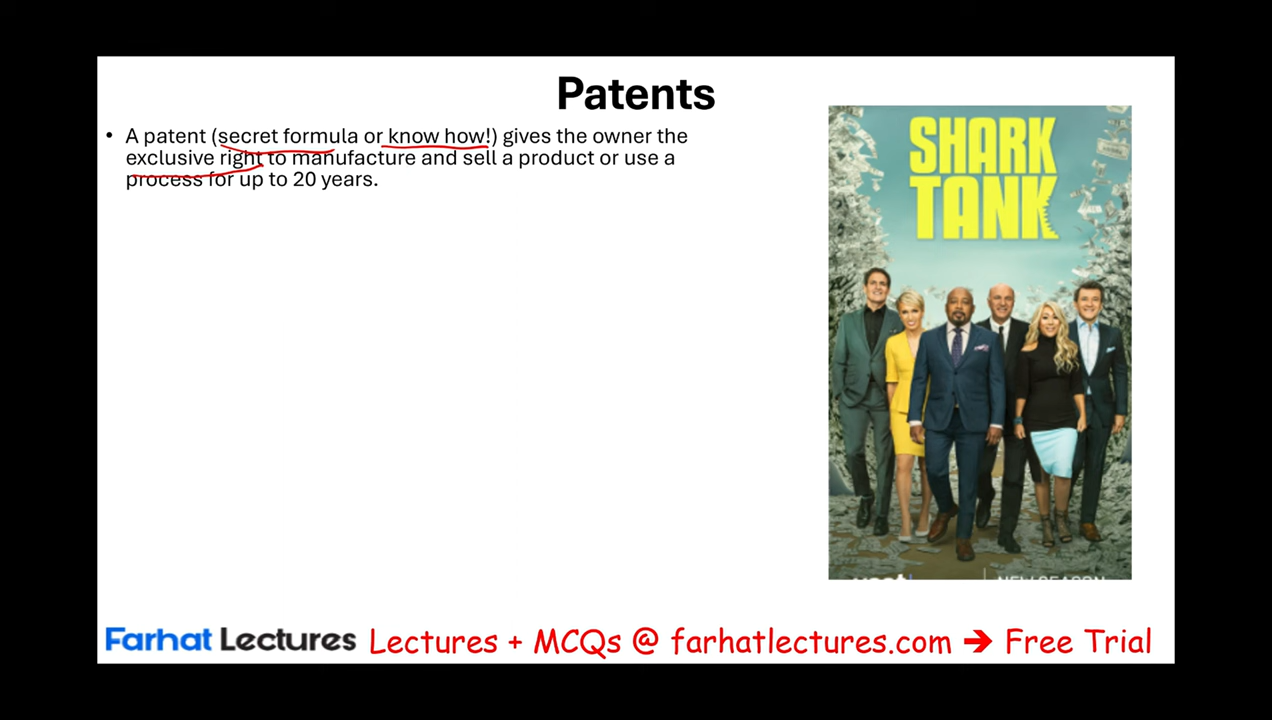 Patents
• A patent (secret formula or know how!) gives the owner the
exclusive right to manufacture and sell a product or use a
process for up to 20 years.
SHARK
TANK
NEW SEASON
Farhat Lectures Lectures + MCQs @ farhatlectures.com ➔ Free Trial